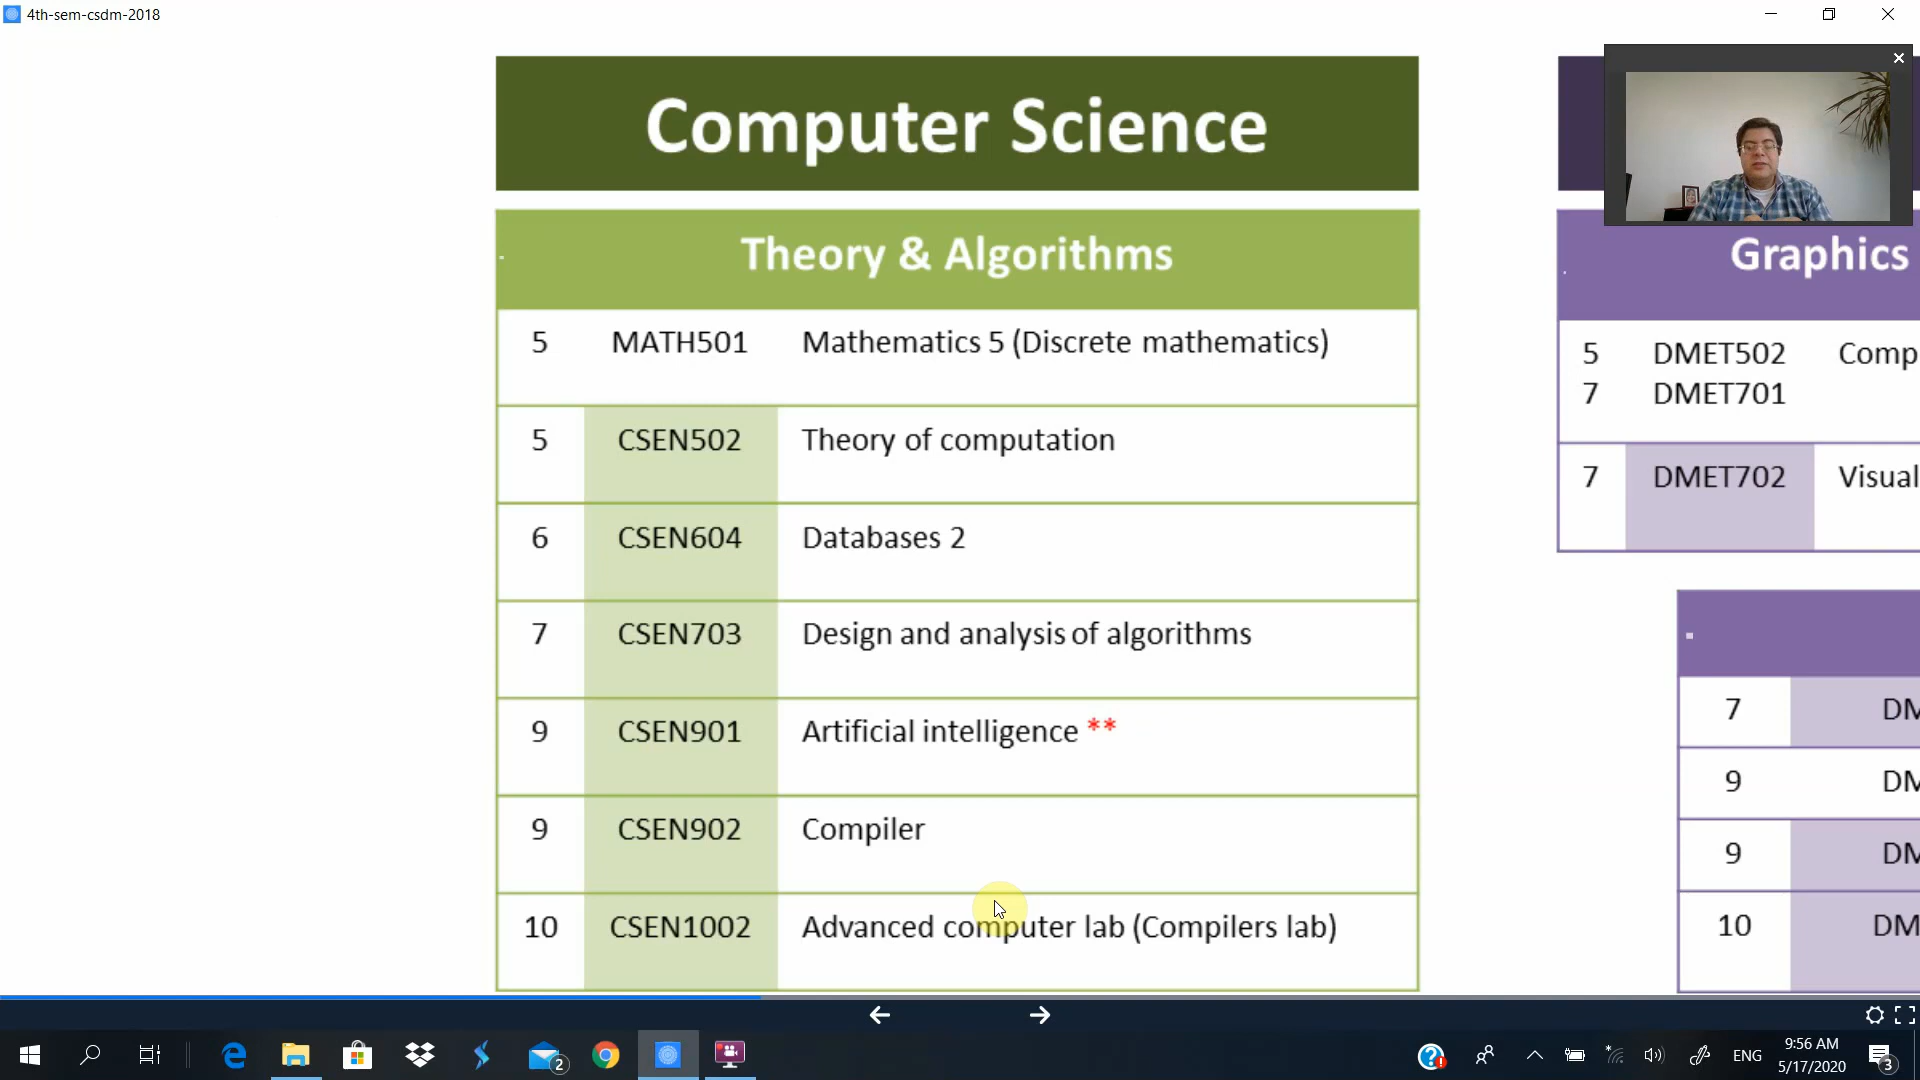 4th-sem-csdm-2018
Computer Science
Theory & Algorithms
5 MATH501 Mathematics 5 (Discrete mathematics)
5 CSEN502 Theory of computation
6 CSEN604 Databases 2
7 CSEN703 Design and analysis of algorithms
9 CSEN901 Artificial intelligence **
9 CSEN902 Compiler
10 CSEN1002 Advanced computer lab (Compilers lab)
Graphics
5 DMET502 Comp
7 DMET701
7 DMET702 Visual
7 DM
9 DM
9 DM
10 DM
2
ENG
9:56 AM
5/17/2020
3